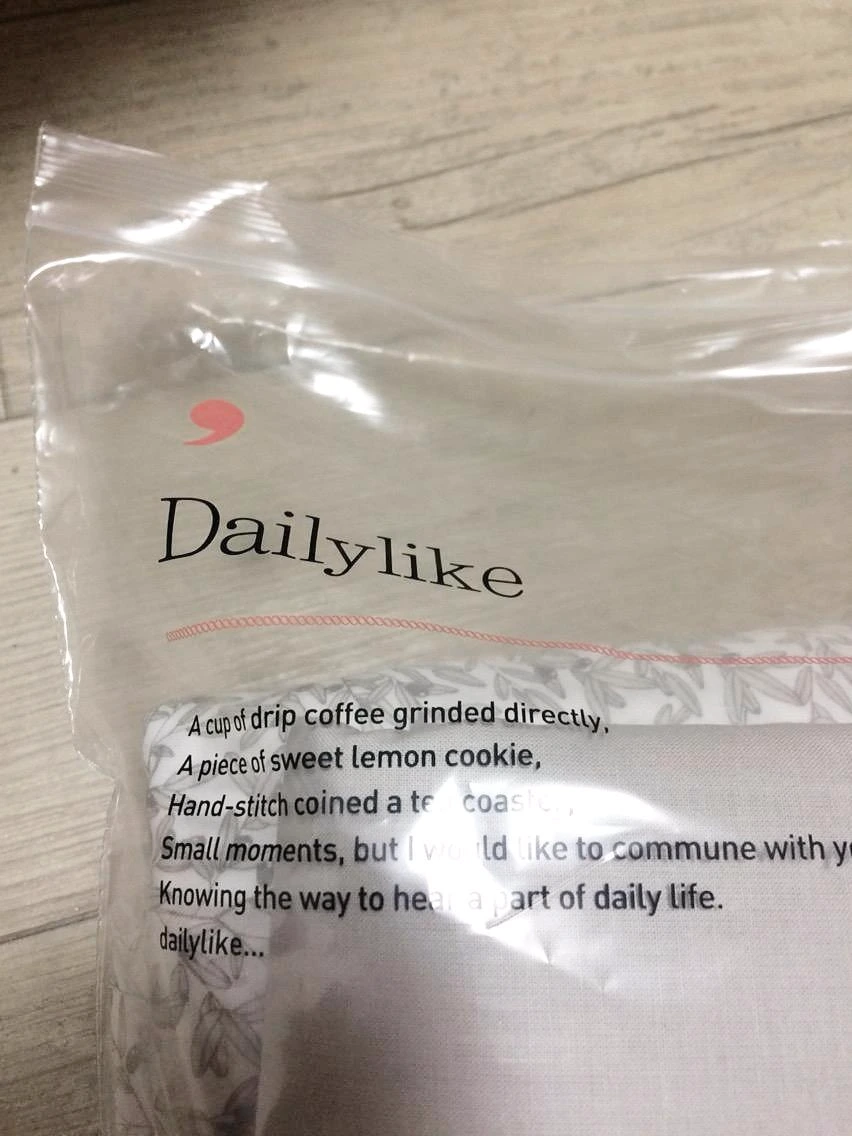 Dailylike
A cup of drip coffee grinded directly,
A piece of sweet lemon cookie,
Hand-stitch coined a
Small moments, but I would like to commune with
Knowing the way to a part of daily life.
dailylike...